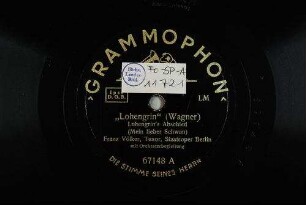 GRAMMOPHON
Fo-SP-A
11721
D.D.R.
LM
„Lohengrin“ (Wagner)
Lohengrin's Abschied
(Mein lieber Schwan)
Franz Völker, Tenor, Staatsoper Berlin
mit Orchesterbegleitung
67148 A
DIE STIMME SEINES HERRN